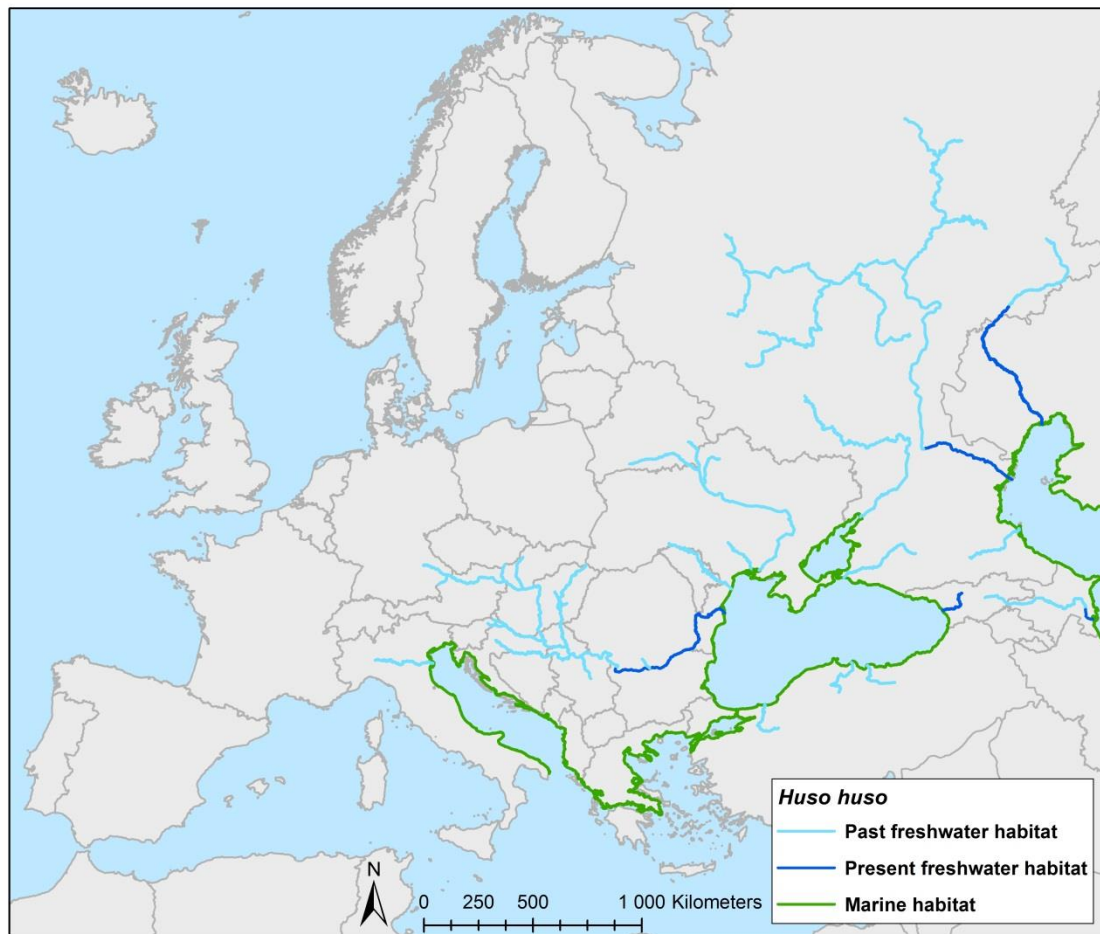 Huso huso
Past freshwater habitat
Present freshwater habitat
Marine habitat
N
0 250 500 1 000 Kilometers